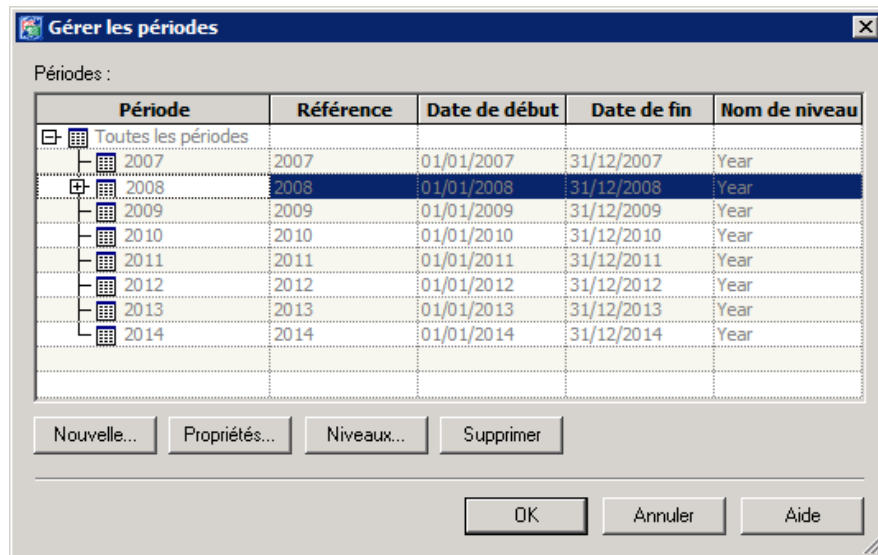 Gérer les périodes
Périodes :
Période Référence Date de début Date de fin Nom de niveau
Toutes les périodes
2007 2007 01/01/2007 31/12/2007 Year
2008 2008 01/01/2008 31/12/2008 Year
2009 2009 01/01/2009 31/12/2009 Year
2010 2010 01/01/2010 31/12/2010 Year
2011 2011 01/01/2011 31/12/2011 Year
2012 2012 01/01/2012 31/12/2012 Year
2013 2013 01/01/2013 31/12/2013 Year
2014 2014 01/01/2014 31/12/2014 Year
Nouvelle... Propriétés... Niveaux... Supprimer
OK Annuler Aide